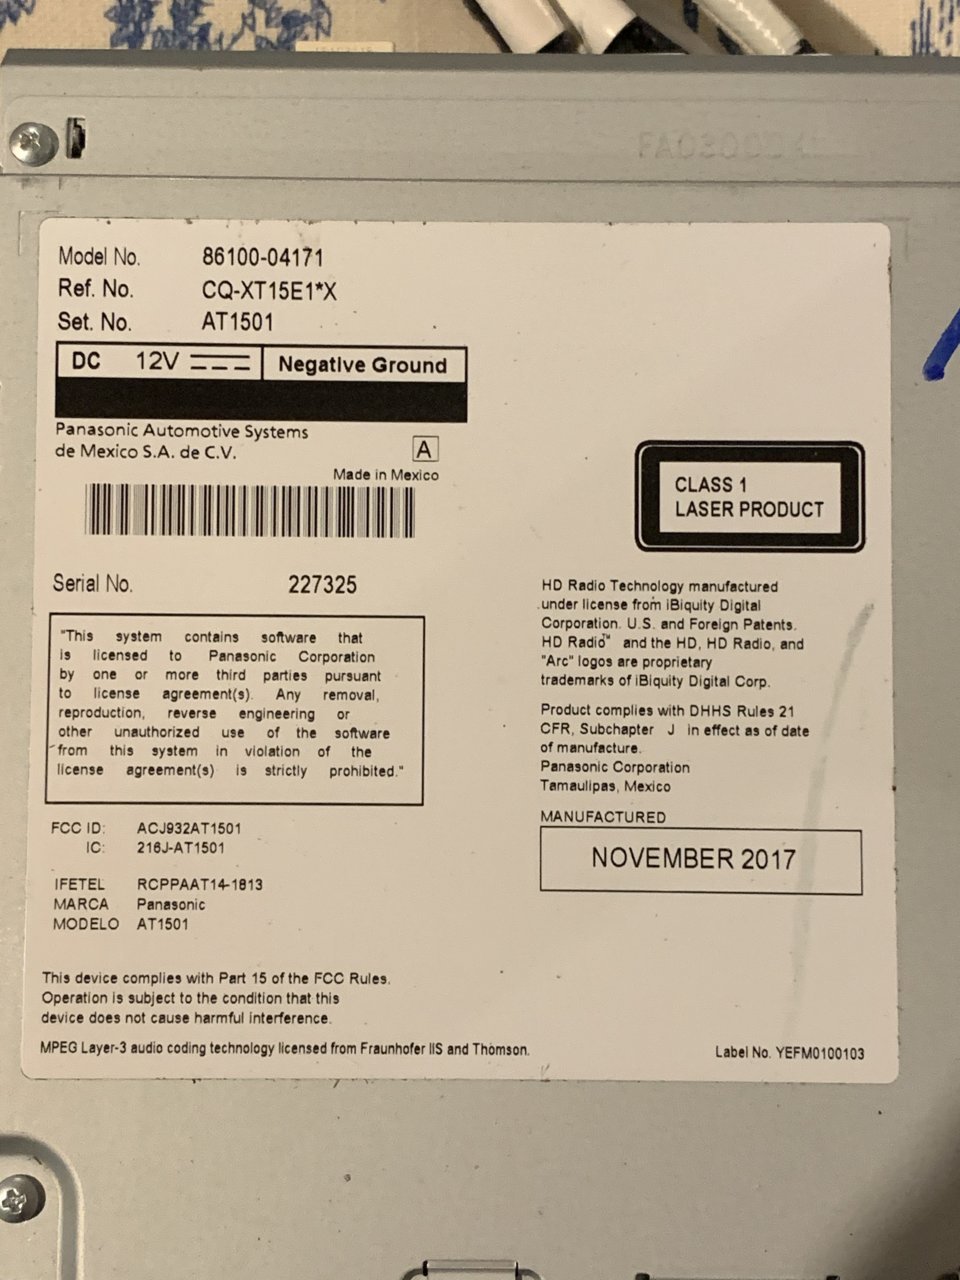 Model No. 86100-04171
Ref. No. CQ-XT15E1*X
Set. No. AT1501
DC 12V Negative Ground
Panasonic Automotive Systems
de Mexico S.A. de C.V.
A
Made in Mexico
CLASS 1
LASER PRODUCT
Serial No. 227325
"This system contains software that
is licensed to Panasonic Corporation
by one or more third parties pursuant
to license agreement(s). Any removal,
reproduction, reverse engineering or
other unauthorized use of the software
from this system in violation of the
license agreement(s) is strictly prohibited."
HD Radio Technology manufactured
under license from iBiquity Digital
Corporation. U.S. and Foreign Patents.
HD Radio™ and the HD, HD Radio, and
"Arc" logos are proprietary
trademarks of iBiquity Digital Corp.
Product complies with DHHS Rules 21
CFR, Subchapter J in effect as of date
of manufacture.
Panasonic Corporation
Tamaulipas, Mexico
MANUFACTURED
NOVEMBER 2017
FCC ID: ACJ932AT1501
IC: 216J-AT1501
IFETEL RCPPAAT14-1813
MARCA Panasonic
MODELO AT1501
This device complies with Part 15 of the FCC Rules.
Operation is subject to the condition that this
device does not cause harmful interference.
MPEG Layer-3 audio coding technology licensed from Fraunhofer IIS and Thomson.
Label No. YEFM0100103